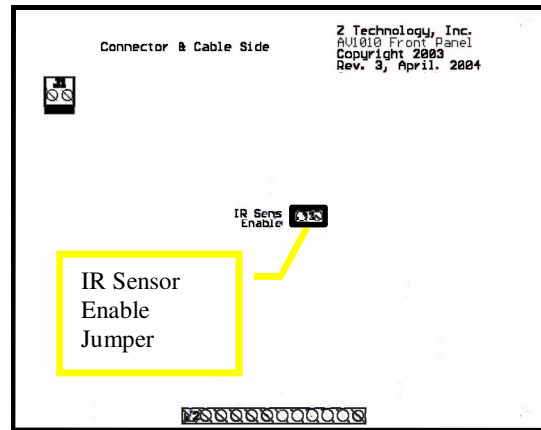 Connector & Cable Side
Z Technology, Inc.
AV1010 Front Panel
Copyright 2003
Rev. 3, April. 2004
J1
IR Sens
Enable
IR Sensor
Enable
Jumper